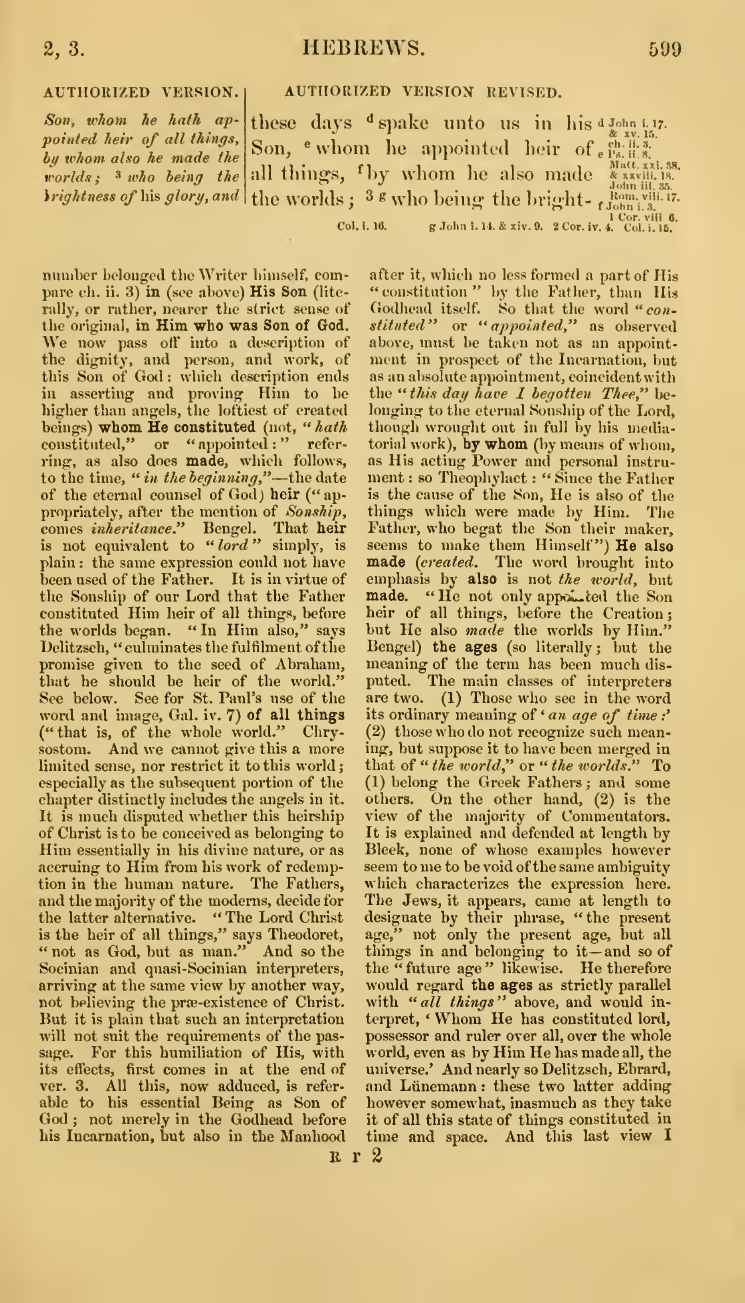 2, 3.
HEBREWS.
599
AUTHORIZED VERSION.
Son, whom he hath ap-
pointed heir of all things,
by whom also he made the
worlds; 3 who being the
brightness of his glory, and
AUTHORIZED VERSION REVISED.
these days d spake unto us in his
Son, e whom he appointed heir of
all things, f by whom he also made
the worlds; 3 g who being the bright-
d John i. 17.
& xv. 15.
ch. ii. 3.
e Ps. ii. 8.
Matt. xxi. 38.
& xxviii. 18.
John iii. 35.
Rom. viii. 17.
f John i. 3.
1 Cor. viii 6.
Col. i. 16.
g John i. 14. & xiv. 9. 2 Cor. iv. 4. Col. i. 15.
number belonged the Writer himself, com-
pare ch. ii. 3) in (see above) His Son (lite-
rally, or rather, nearer the strict sense of
the original, in Him who was Son of God.
We now pass off into a description of
the dignity, and person, and work, of
this Son of God: which description ends
in asserting and proving Him to be
higher than angels, the loftiest of created
beings) whom He constituted (not, "hath
constituted," or "appointed:" refer-
ring, as also does made, which follows,
to the time, "in the beginning,"—the date
of the eternal counsel of God) heir ("ap-
propriately, after the mention of Sonship,
comes inheritance." Bengel. That heir
is not equivalent to "lord" simply, is
plain: the same expression could not have
been used of the Father. It is in virtue of
the Sonship of our Lord that the Father
constituted Him heir of all things, before
the worlds began. "In Him also," says
Delitzsch, "culminates the fulfilment of the
promise given to the seed of Abraham,
that he should be heir of the world."
See below. See for St. Paul's use of the
word and image, Gal. iv. 7) of all things
("that is, of the whole world." Chry-
sostom. And we cannot give this a more
limited sense, nor restrict it to this world;
especially as the subsequent portion of the
chapter distinctly includes the angels in it.
It is much disputed whether this heirship
of Christ is to be conceived as belonging to
Him essentially in his divine nature, or as
accruing to Him from his work of redemp-
tion in the human nature. The Fathers,
and the majority of the moderns, decide for
the latter alternative. "The Lord Christ
is the heir of all things," says Theodoret,
"not as God, but as man." And so the
Socinian and quasi-Socinian interpreters,
arriving at the same view by another way,
not believing the præ-existence of Christ.
But it is plain that such an interpretation
will not suit the requirements of the pas-
sage. For this humiliation of His, with
its effects, first comes in at the end of
ver. 3. All this, now adduced, is refer-
able to his essential Being as Son of
God; not merely in the Godhead before
his Incarnation, but also in the Manhood
after it, which no less formed a part of His
"constitution" by the Father, than His
Godhead itself. So that the word "con-
stituted" or "appointed," as observed
above, must be taken not as an appoint-
ment in prospect of the Incarnation, but
as an absolute appointment, coincident with
the "this day have I begotten Thee," be-
longing to the eternal Sonship of the Lord,
though wrought out in full by his media-
torial work), by whom (by means of whom,
as His acting Power and personal instru-
ment: so Theophylact: "Since the Father
is the cause of the Son, He is also of the
things which were made by Him. The
Father, who begat the Son their maker,
seems to make them Himself") He also
made (created. The word brought into
emphasis by also is not the world, but
made. "He not only appointed the Son
heir of all things, before the Creation;
but He also made the worlds by Him."
Bengel) the ages (so literally; but the
meaning of the term has been much dis-
puted. The main classes of interpreters
are two. (1) Those who see in the word
its ordinary meaning of 'an age of time:'
(2) those who do not recognize such mean-
ing, but suppose it to have been merged in
that of "the world," or "the worlds." To
(1) belong the Greek Fathers; and some
others. On the other hand, (2) is the
view of the majority of Commentators.
It is explained and defended at length by
Bleek, none of whose examples however
seem to me to be void of the same ambiguity
which characterizes the expression here.
The Jews, it appears, came at length to
designate by their phrase, "the present
age," not only the present age, but all
things in and belonging to it—and so of
the "future age" likewise. He therefore
would regard the ages as strictly parallel
with "all things" above, and would in-
terpret, 'Whom He has constituted lord,
possessor and ruler over all, over the whole
world, even as by Him He has made all, the
universe.' And nearly so Delitzsch, Ebrard,
and Lünemann: these two latter adding
however somewhat, inasmuch as they take
it of all this state of things constituted in
time and space. And this last view I
R r 2